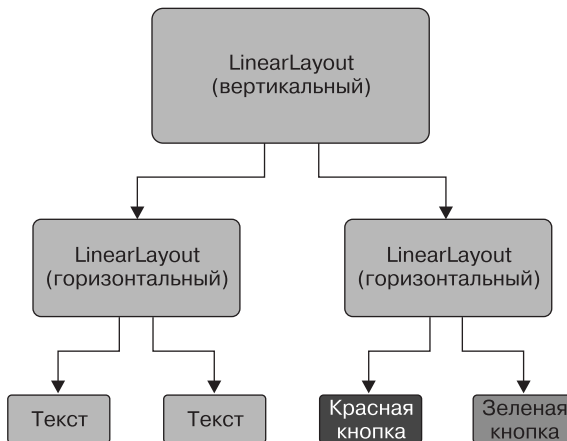 LinearLayout
(вертикальный)
LinearLayout
(горизонтальный)
LinearLayout
(горизонтальный)
Текст
Текст
Красная
кнопка
Зеленая
кнопка